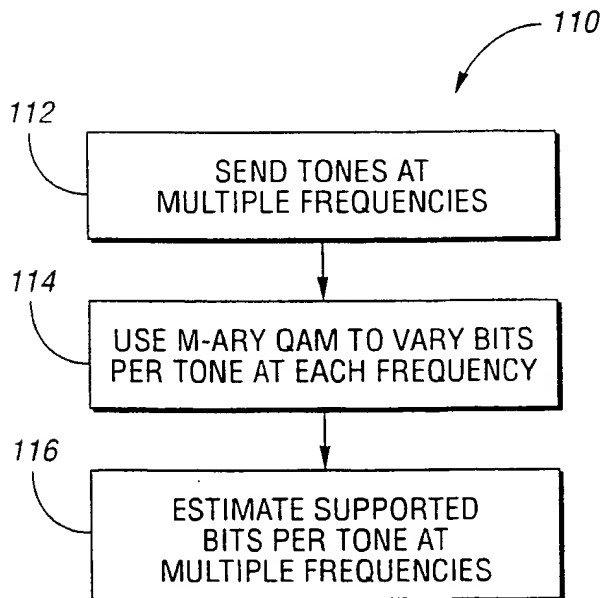 110
112
SEND TONES AT
MULTIPLE FREQUENCIES
114
USE M-ARY QAM TO VARY BITS
PER TONE AT EACH FREQUENCY
116
ESTIMATE SUPPORTED
BITS PER TONE AT
MULTIPLE FREQUENCIES